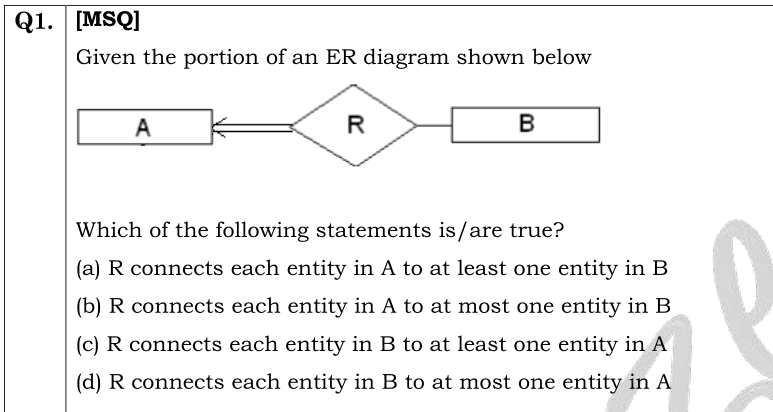 Q1. [MSQ]
Given the portion of an ER diagram shown below
A R B
Which of the following statements is/are true?
(a) R connects each entity in A to at least one entity in B
(b) R connects each entity in A to at most one entity in B
(c) R connects each entity in B to at least one entity in A
(d) R connects each entity in B to at most one entity in A